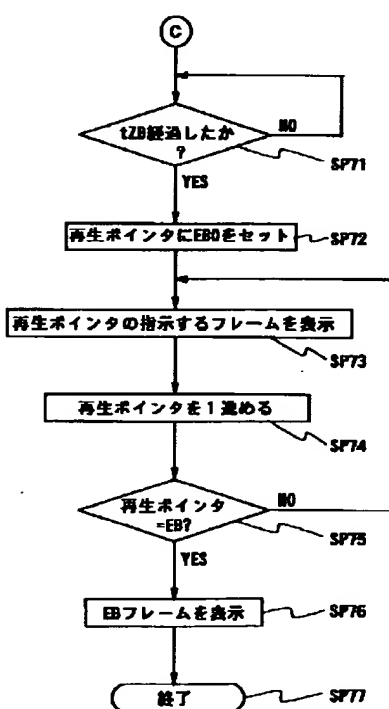 C
tZB経過したか
?
NO
SP71
YES
再生ポインタにEB0をセット
SP72
再生ポインタの指示するフレームを表示
SP73
再生ポインタを1進める
SP74
再生ポインタ
=EB?
NO
SP75
YES
EBフレームを表示
SP76
終了
SP77